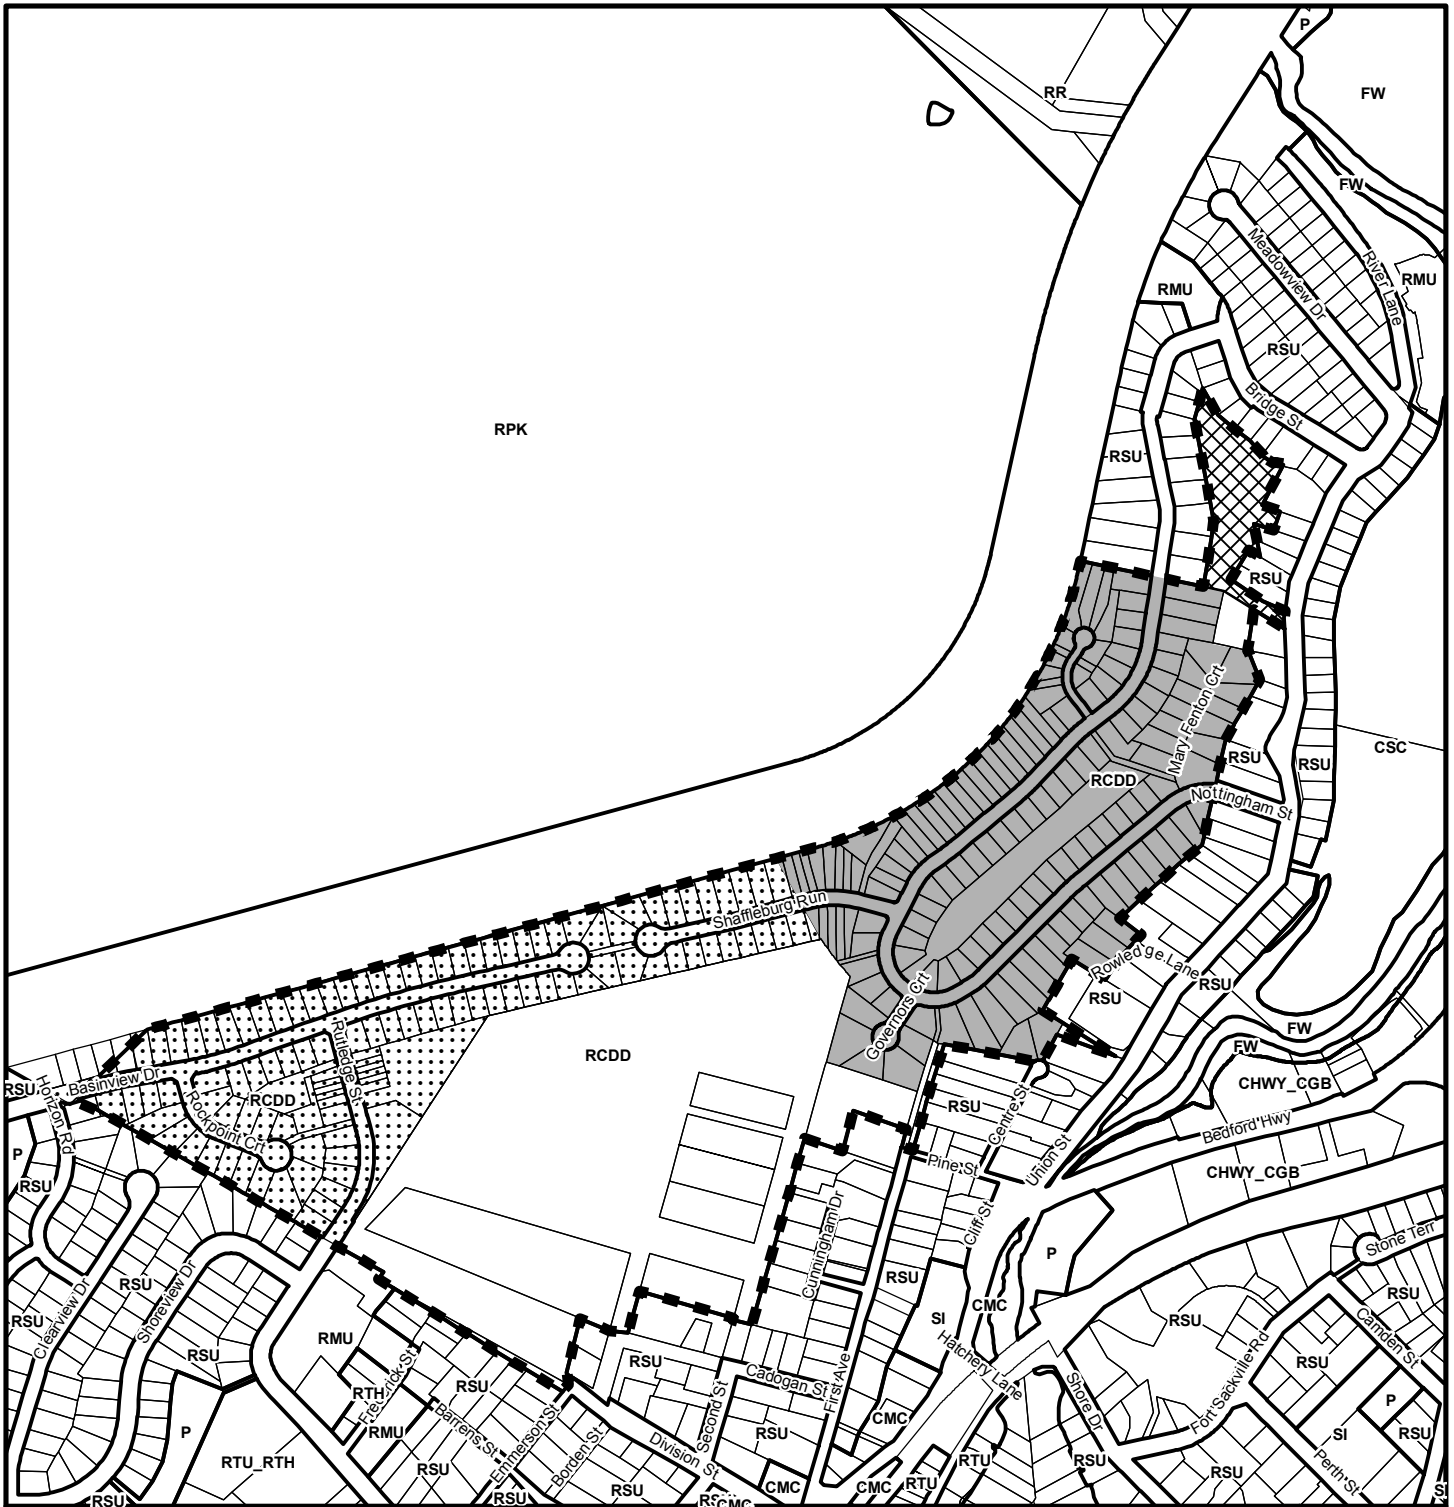 P
RR
FW
FW
Meadowview Dr
River Lane
RMU
RMU
RSU
Bridge St
RPK
RSU
RSU
Mary Fenton Crt
RCDD
RSU
RSU
CSC
Nottingham St
Shaffleburg Run
Rowledge Lane
RSU
RSU
Governors Crt
FW
FW
Rutledge St
RCDD
CHWY_CGB
RSU
Basinview Dr
Horizon Rd
RCDD
Rockpoint Crt
RSU
Centre St
Bedford Hwy
P
Pine St
Union St
CHWY_CGB
RSU
Cunningham Dr
Cliff St
P
Stone Terr
RSU
Clearview Dr
Shoreview Dr
RSU
RSU
SI
CMC
RSU
RSU
Camden St
RSU
RMU
Hatchery Lane
Fort Sackville Rd
RSU
RSU
RSU
Frederick St
RTH
RSU
Cadogan St
First Ave
Second St
Shore Dr
P
P
RMU
Barrens St
Emmerson St
Borden St
Division St
RSU
CMC
SI
RSU
RTU_RTH
RSU
RTU
RSU
RSU
Perth St
RSU
RSU
RSU
CMC
CMC
RTU
CMC